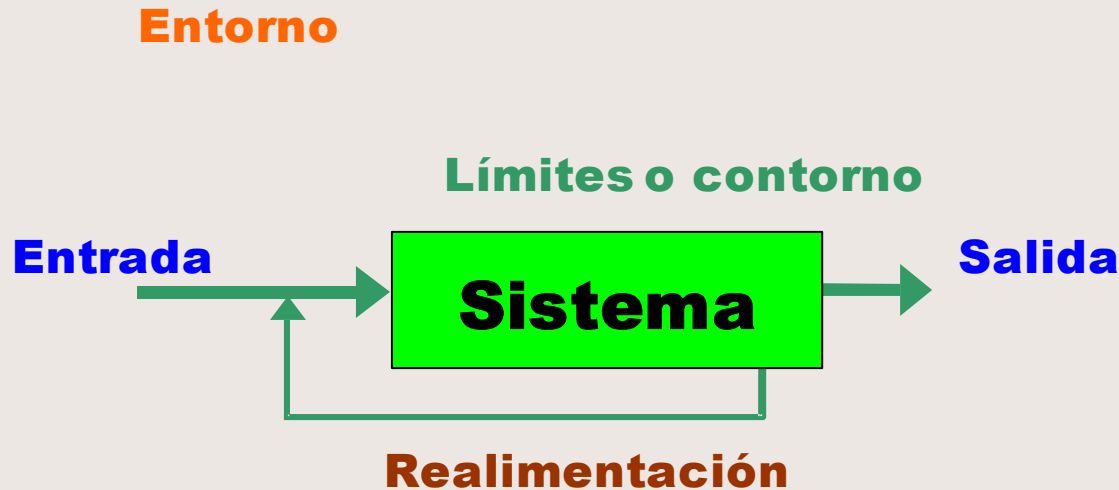 Entorno
Límites o contorno
Entrada
Salida
Sistema
Realimentación